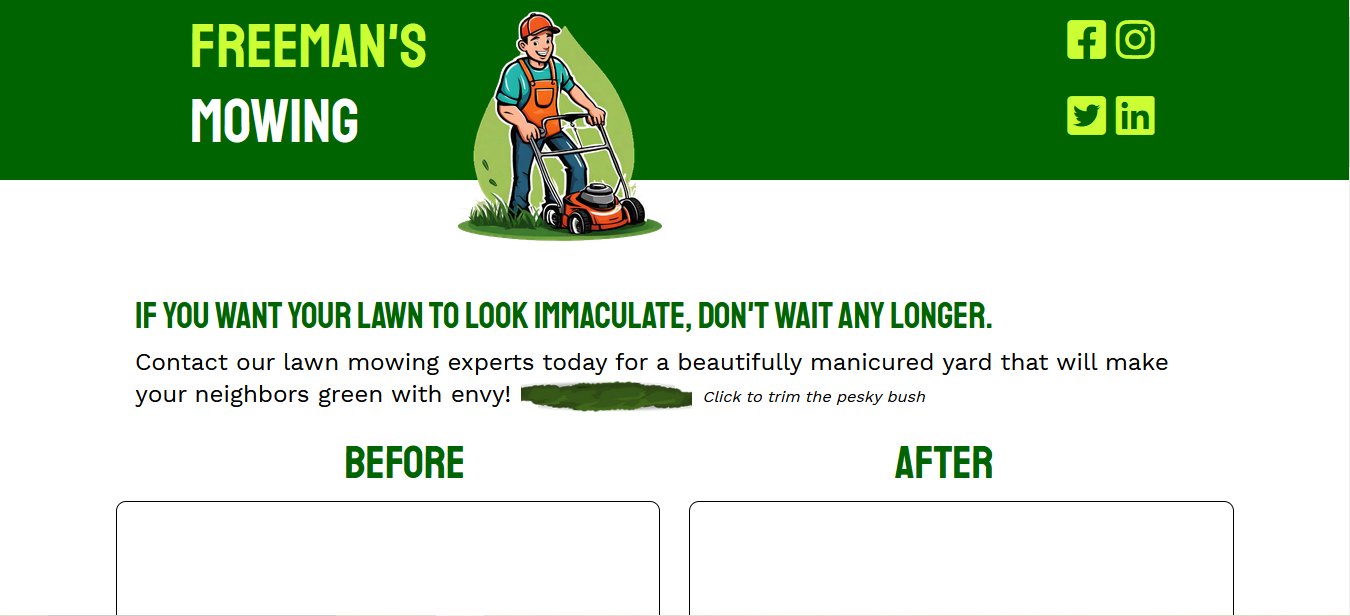 FREEMAN'S
MOWING
IF YOU WANT YOUR LAWN TO LOOK IMMACULATE, DON'T WAIT ANY LONGER.
Contact our lawn mowing experts today for a beautifully manicured yard that will make
your neighbors green with envy! Click to trim the pesky bush
BEFORE AFTER